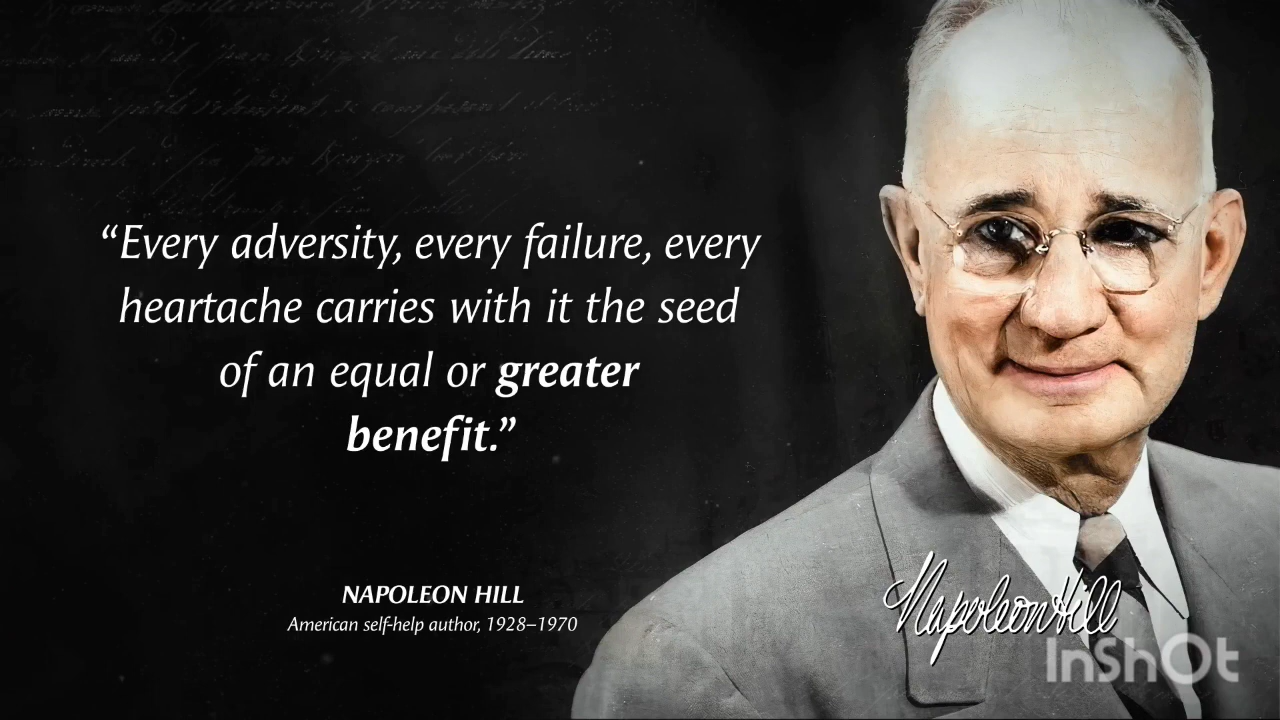 “Every adversity, every failure, every
heartache carries with it the seed
of an equal or greater
benefit.”
NAPOLEON HILL
American self-help author, 1928–1970
Napoleon Hill
InShOt